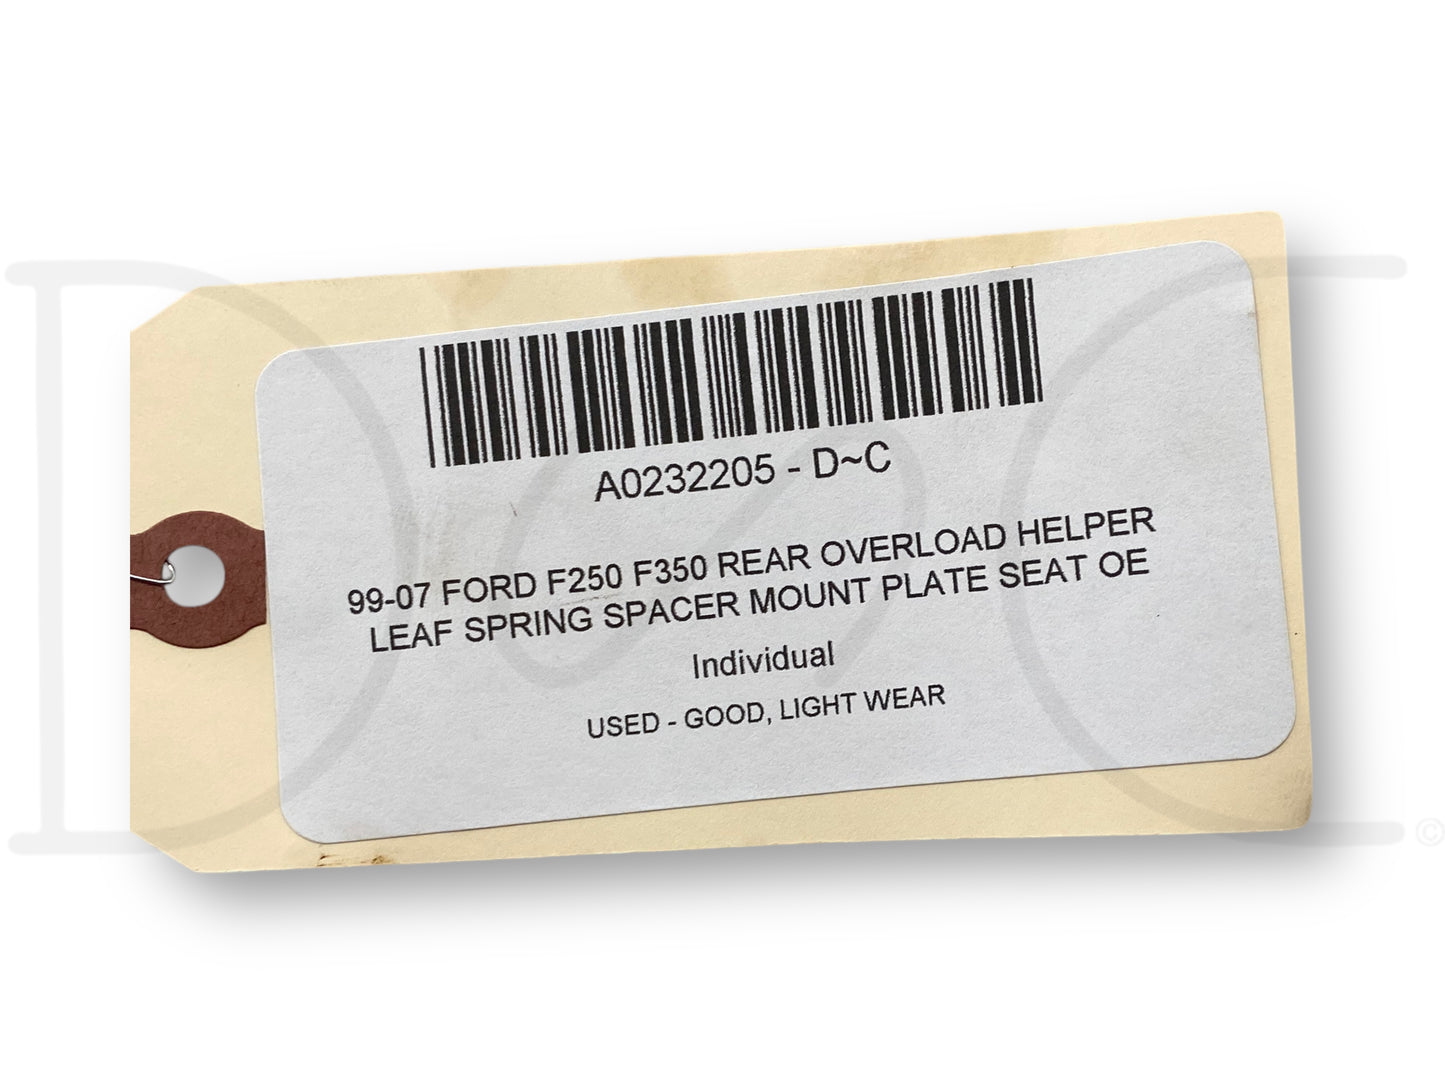 A0232205 - D~C
99-07 FORD F250 F350 REAR OVERLOAD HELPER
LEAF SPRING SPACER MOUNT PLATE SEAT OE
Individual
USED - GOOD, LIGHT WEAR
D~C
©